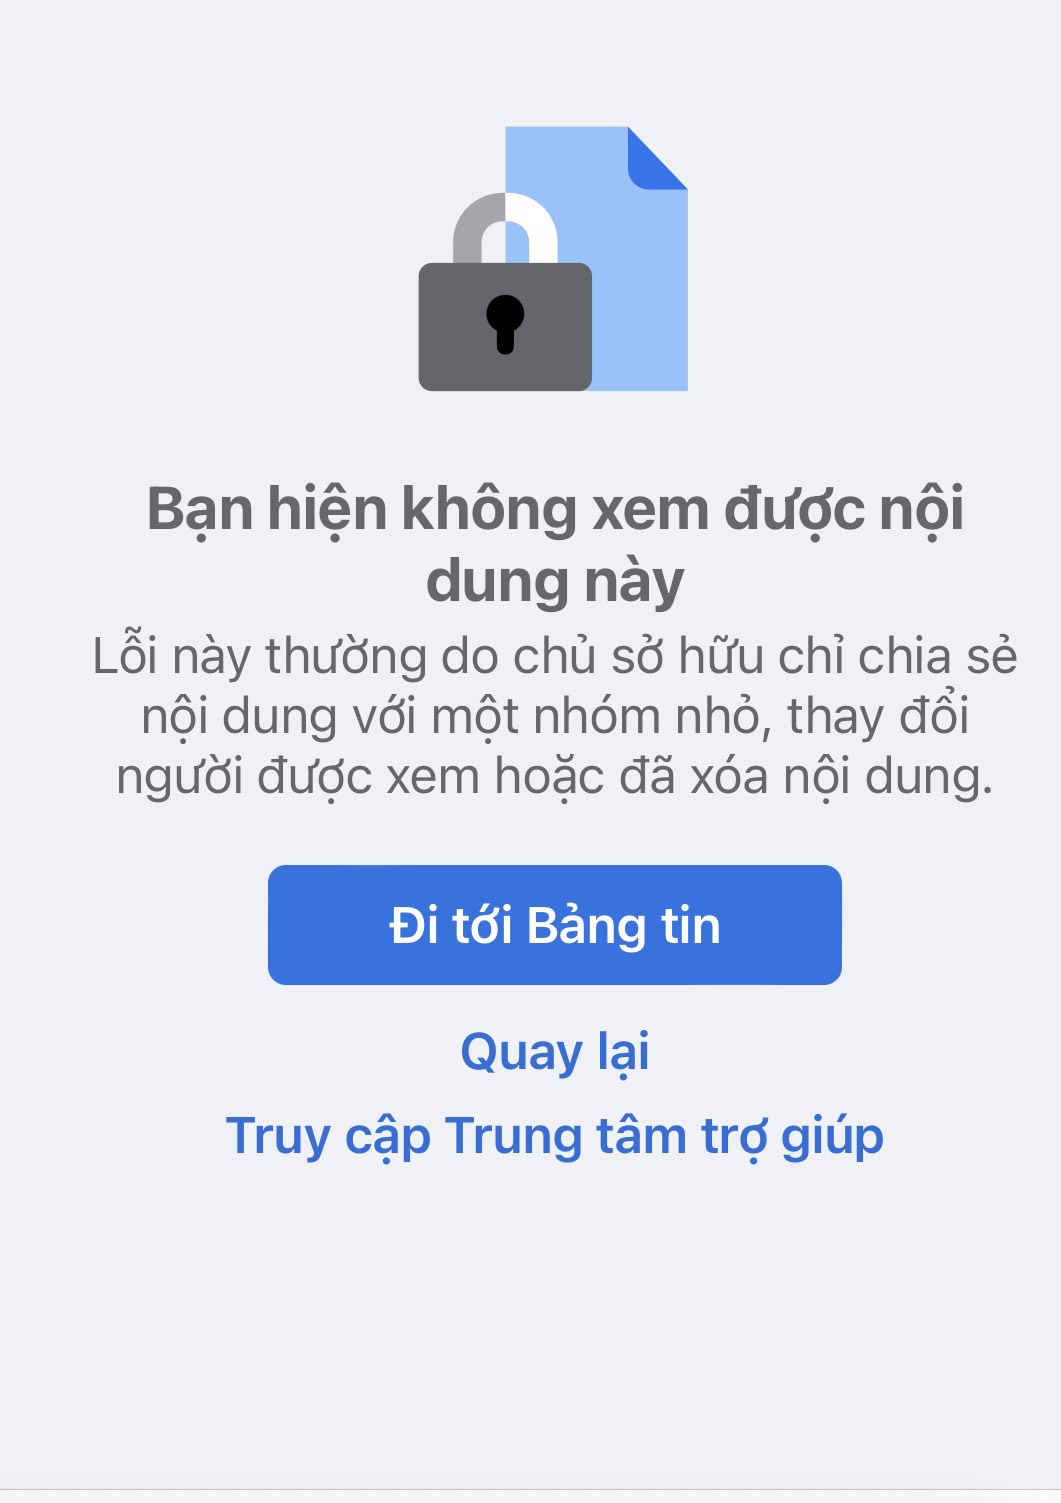 Bạn hiện không xem được nội
dung này
Lỗi này thường do chủ sở hữu chỉ chia sẻ
nội dung với một nhóm nhỏ, thay đổi
người được xem hoặc đã xóa nội dung.
Đi tới Bảng tin
Quay lại
Truy cập Trung tâm trợ giúp